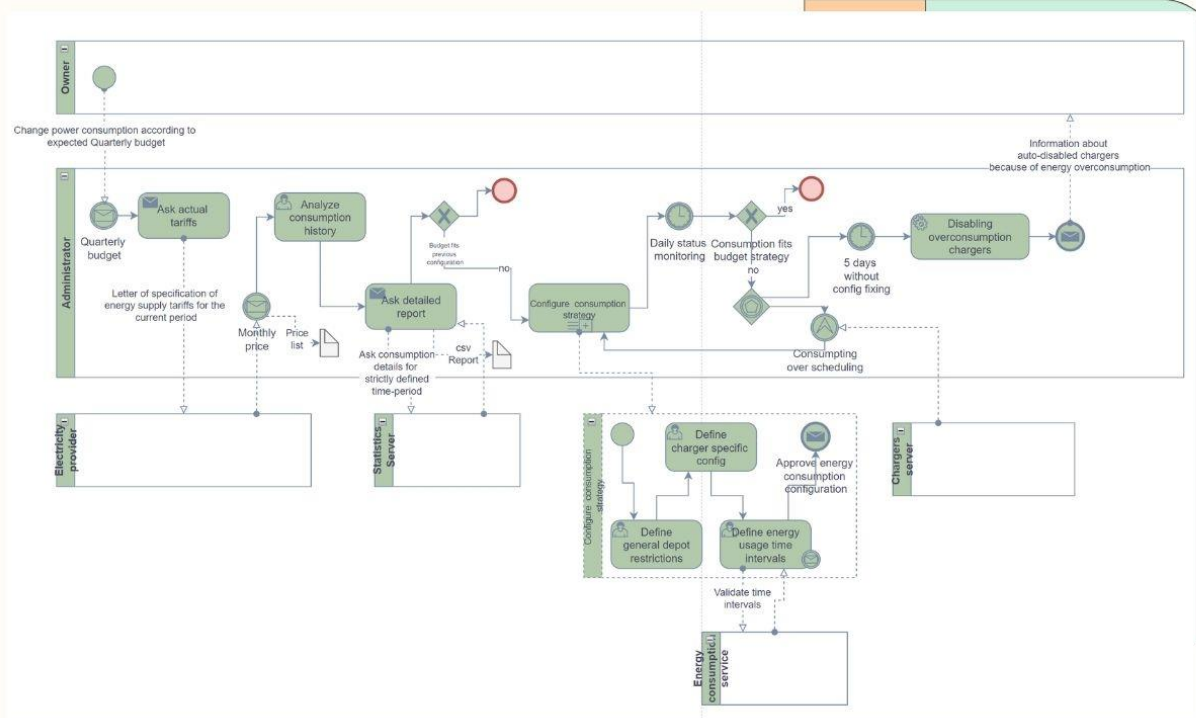 Owner
Change power consumption according to
expected Quarterly budget
Information about
auto-disabled chargers
because of energy overconsumption
Administrator
Quarterly
budget
Ask actual
tariffs
Analyze
consumption
history
Budget fits
previous
configuration
no
Letter of specification of
energy supply tariffs for the
current period
Monthly
price
Price
list
Ask detailed
report
csv
Report
Ask consumption
details for
strictly defined
time-period
Configure consumption
strategy
Daily status
monitoring
Consumption fits
budget strategy
yes
no
5 days
without
config fixing
Disabling
overconsumption
chargers
Consumpting
over scheduling
Electricity
provider
Statistics
Server
Configure consumption
strategy
Define
general depot
restrictions
Define
charger specific
config
Define energy
usage time
intervals
Approve energy
consumption
configuration
Chargers
server
Validate time
intervals
Energy
consumption
service